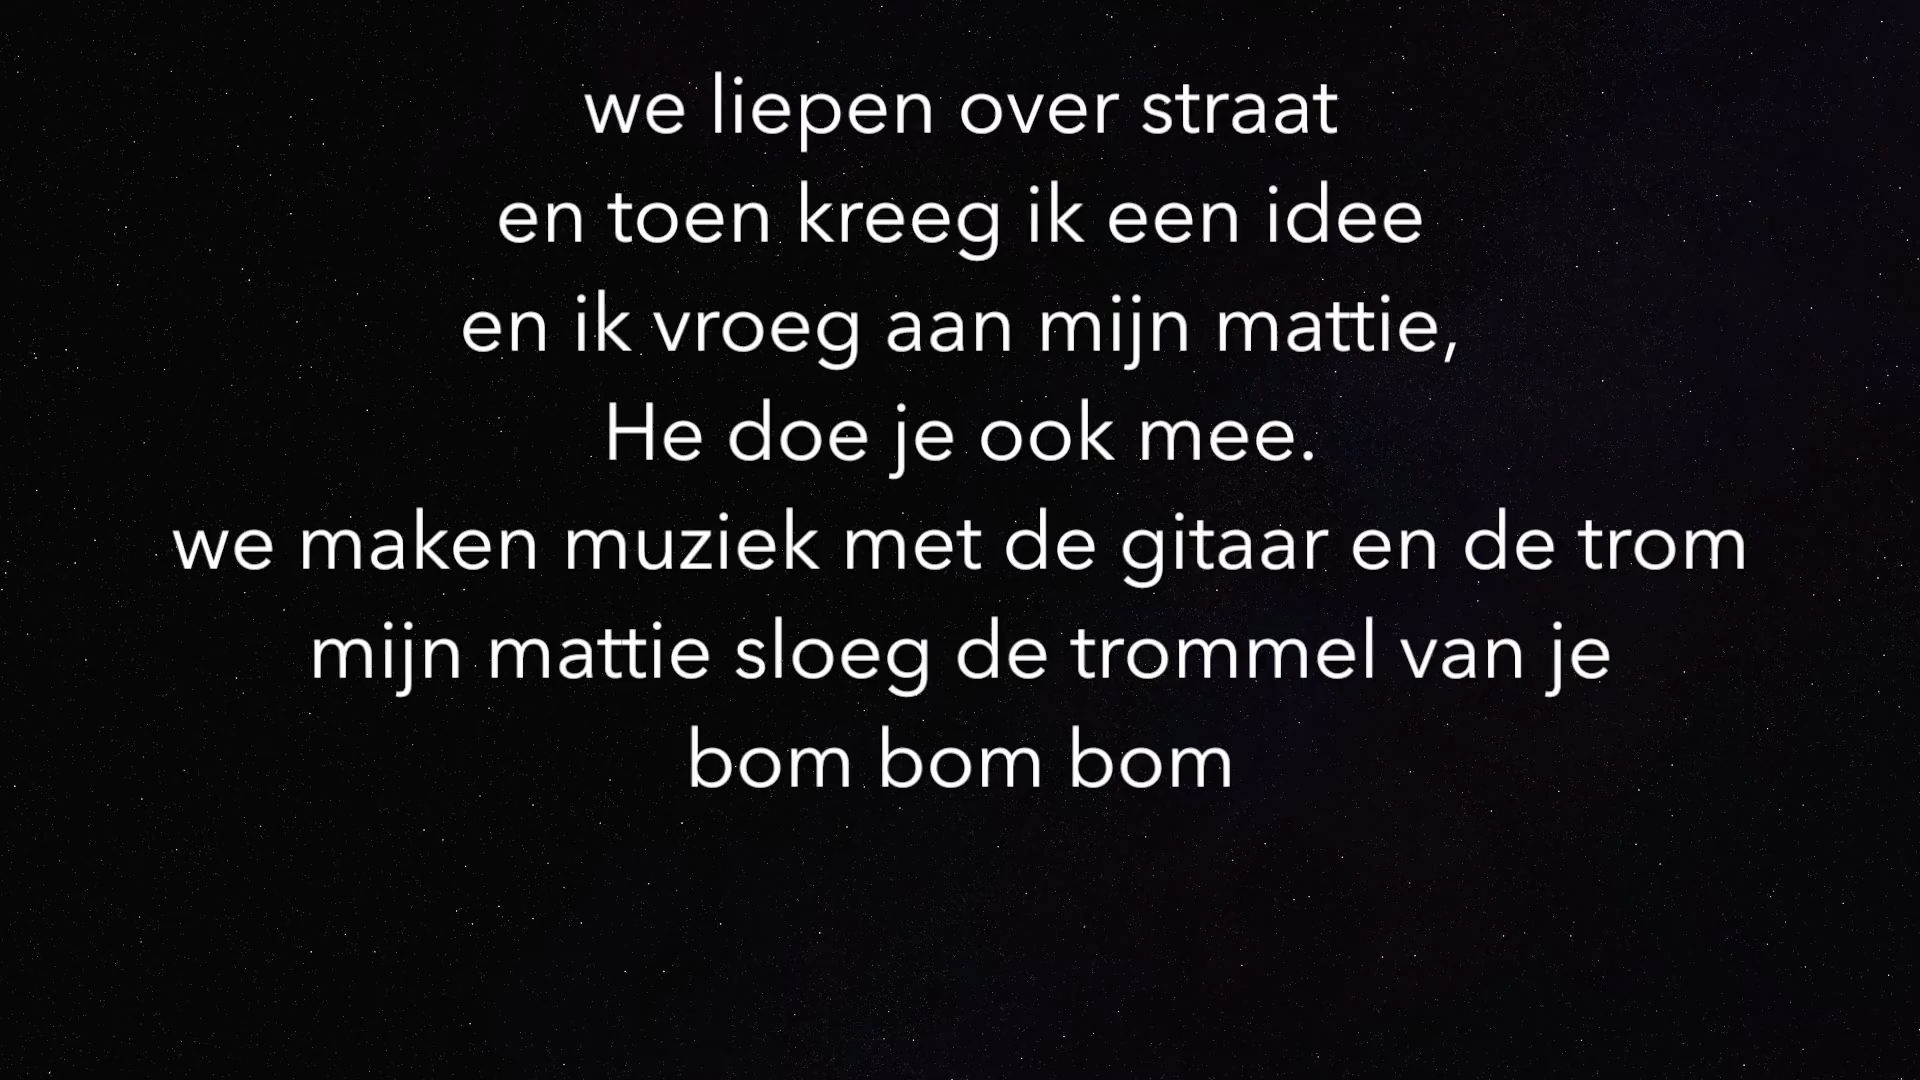 we liepen over straat
en toen kreeg ik een idee
en ik vroeg aan mijn mattie,
He doe je ook mee.
we maken muziek met de gitaar en de trom
mijn mattie sloeg de trommel van je
bom bom bom